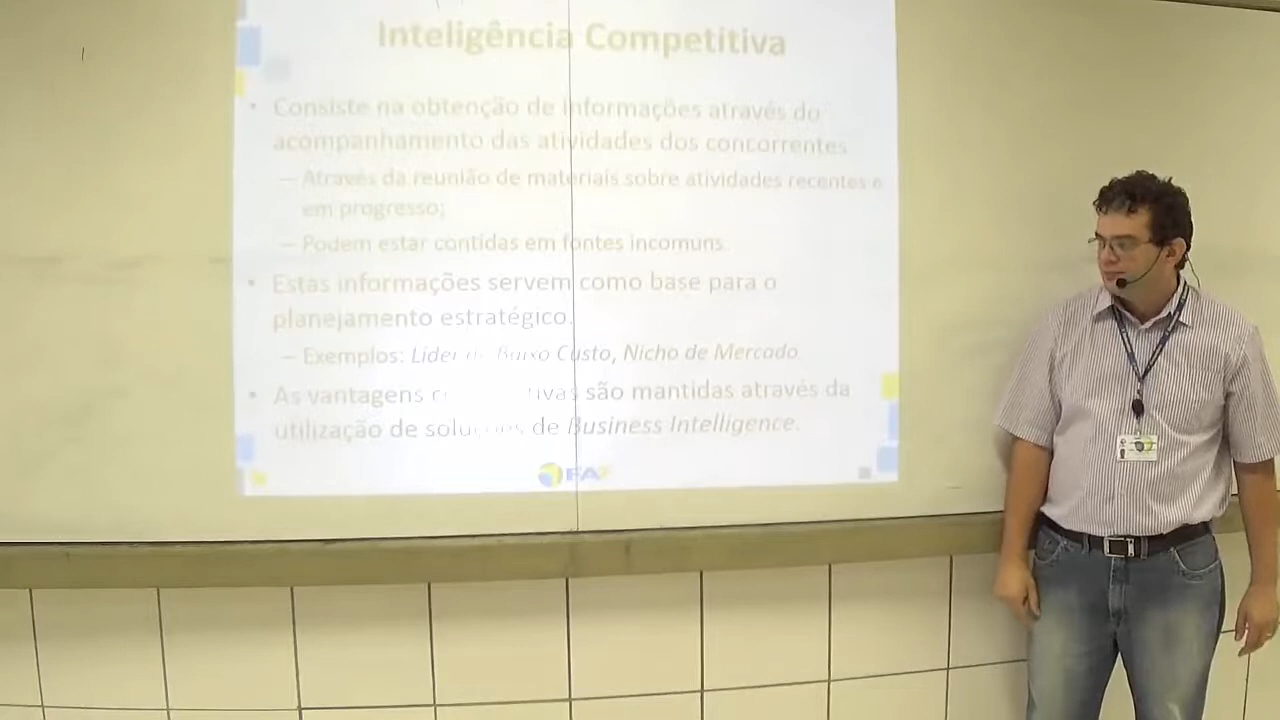 Inteligência Competitiva
• Consiste na obtenção de informações através do
acompanhamento das atividades dos concorrentes
– Através da reunião de materiais sobre atividades recentes e
em progresso;
– Podem estar contidas em fontes incomuns.
• Estas informações servem como base para o
planejamento estratégico.
– Exemplos: Líder Baixo Custo, Nicho de Mercado
• As vantagens são mantidas através da
utilização de de Business Intelligence.